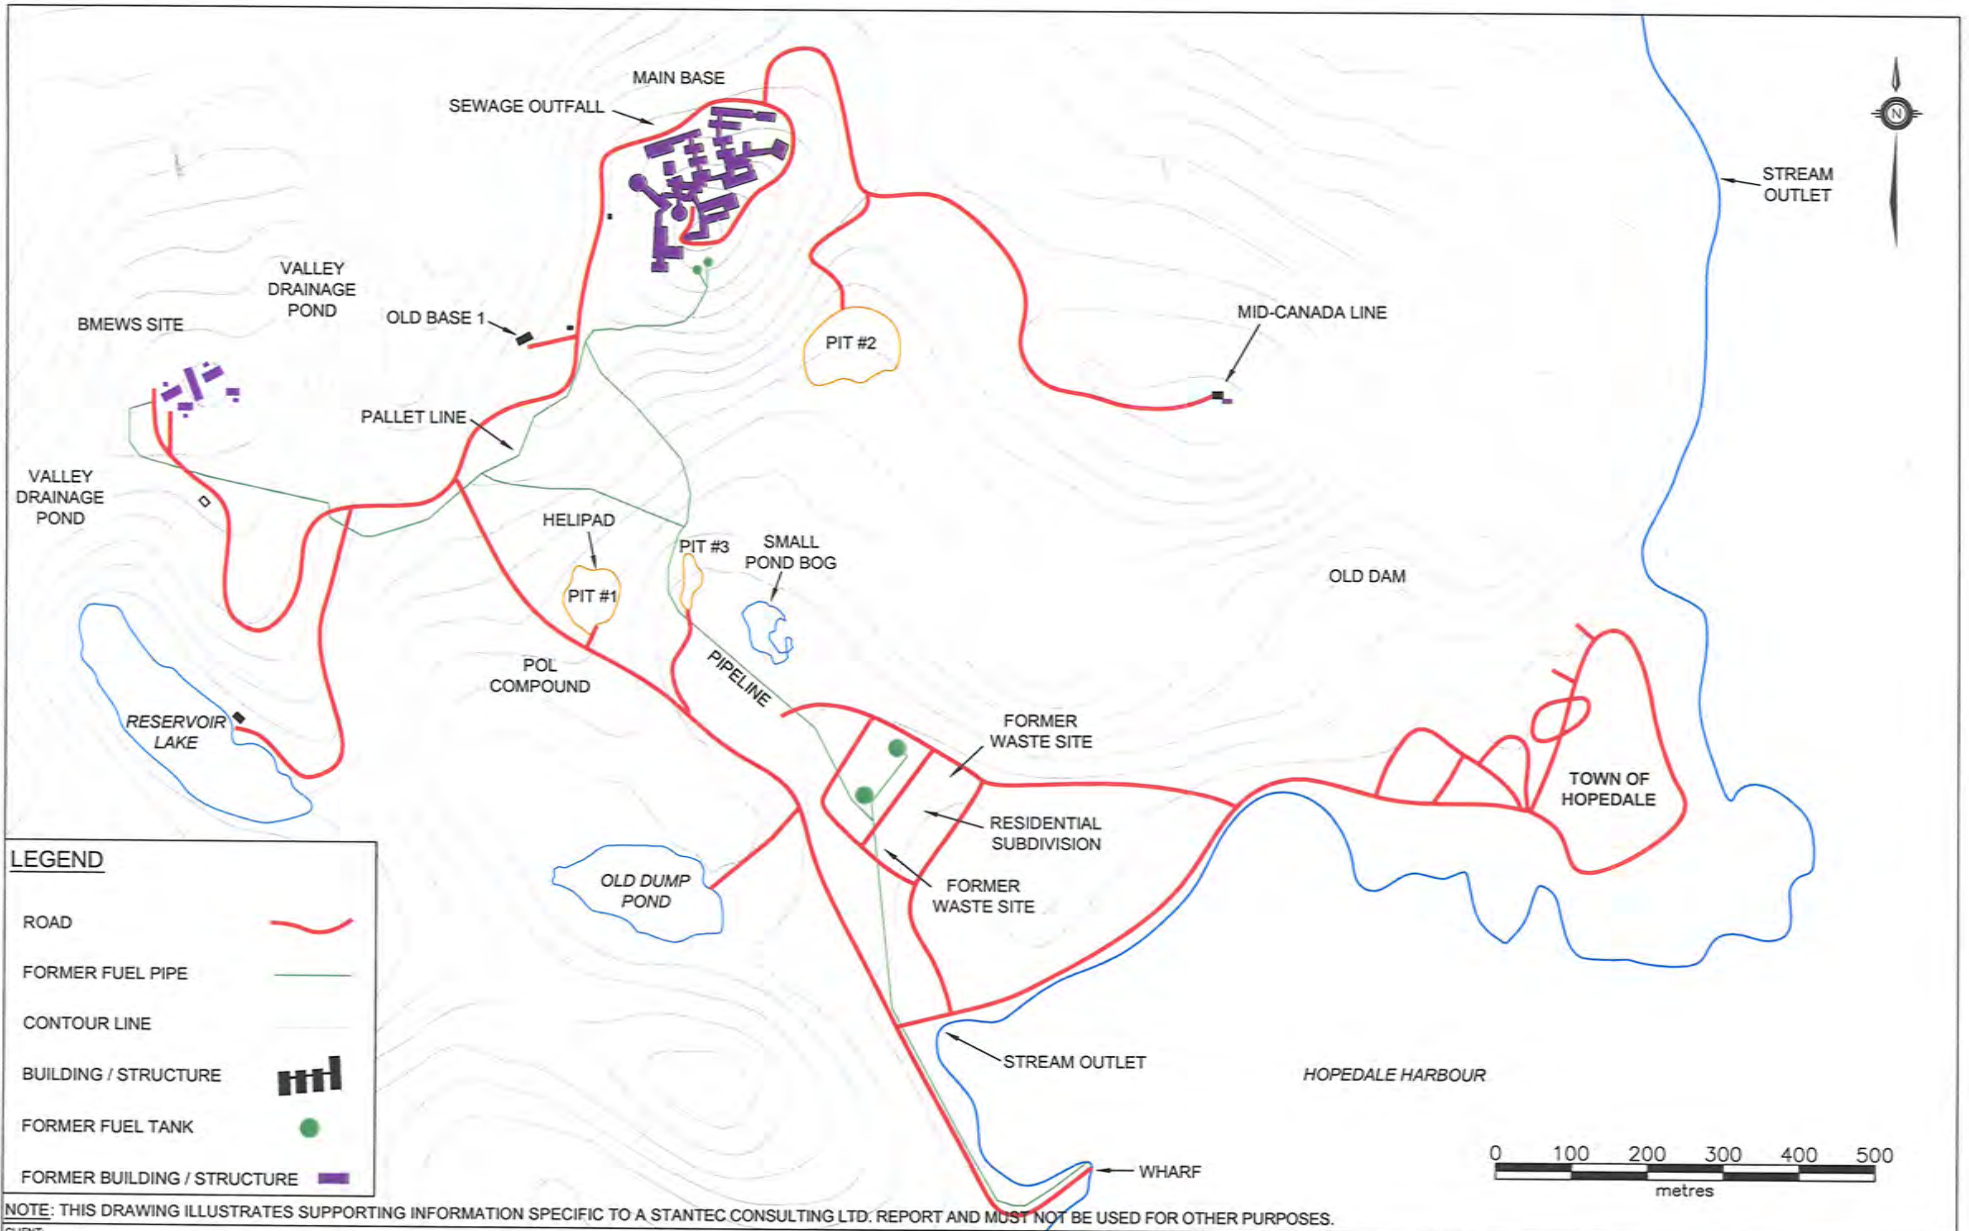 MAIN BASE
SEWAGE OUTFALL
N
STREAM
OUTLET
VALLEY
DRAINAGE
POND
BMEWS SITE
OLD BASE 1
MID-CANADA LINE
PIT #2
PALLET LINE
VALLEY
DRAINAGE
POND
HELIPAD
PIT #3
SMALL
POND BOG
PIT #1
OLD DAM
POL
COMPOUND
PIPELINE
RESERVOIR
LAKE
FORMER
WASTE SITE
TOWN OF
HOPEDALE
RESIDENTIAL
SUBDIVISION
OLD DUMP
POND
FORMER
WASTE SITE
STREAM OUTLET
HOPEDALE HARBOUR
WHARF
0 100 200 300 400 500
metres
LEGEND
ROAD
FORMER FUEL PIPE
CONTOUR LINE
BUILDING / STRUCTURE
FORMER FUEL TANK
FORMER BUILDING / STRUCTURE
NOTE: THIS DRAWING ILLUSTRATES SUPPORTING INFORMATION SPECIFIC TO A STANTEC CONSULTING LTD. REPORT AND MUST NOT BE USED FOR OTHER PURPOSES.